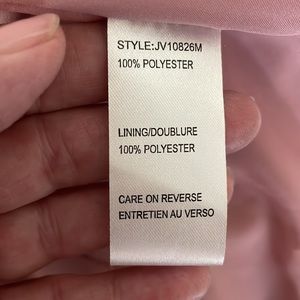 STYLE:JV10826M
100% POLYESTER
LINING/DOUBLURE
100% POLYESTER
CARE ON REVERSE
ENTRETIEN AU VERSO